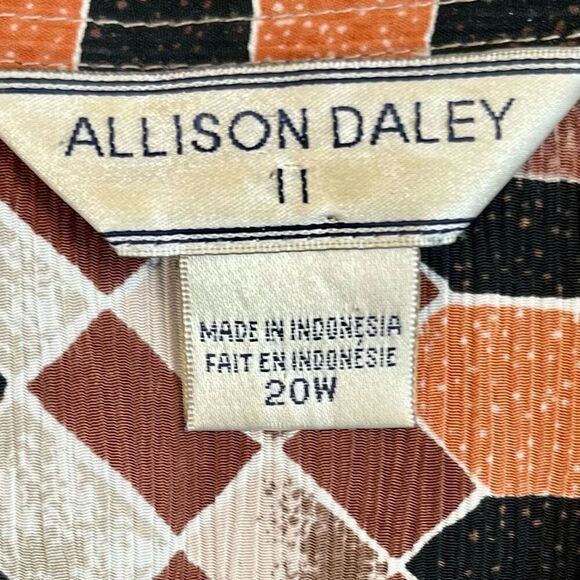 ALLISON DALEY
II
MADE IN INDONESIA
FAIT EN INDONÉSIE
20W